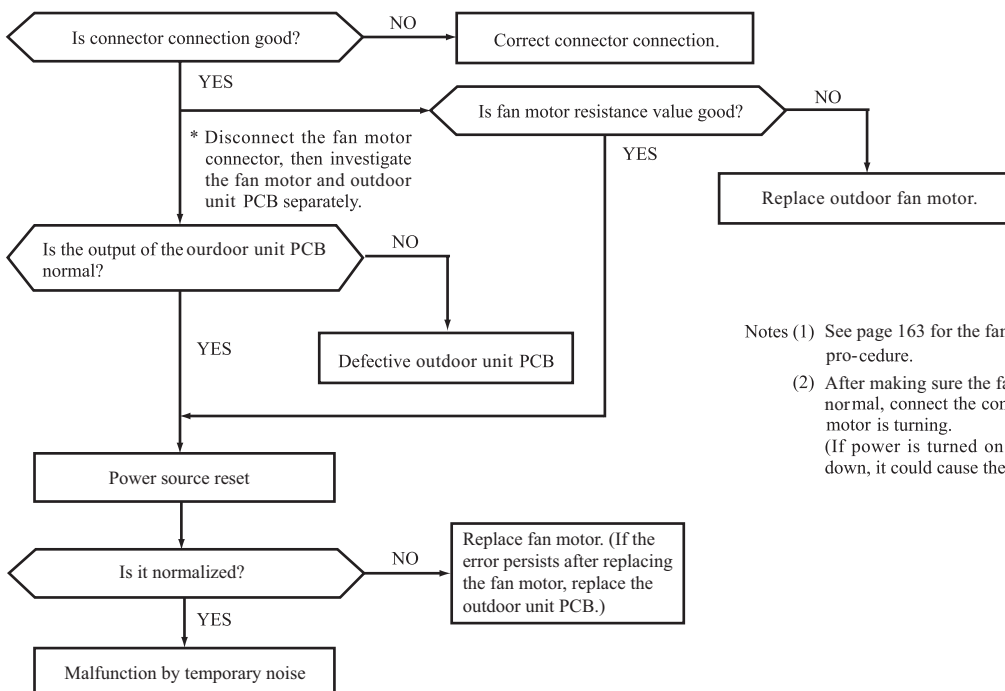 Is connector connection good?
NO
Correct connector connection.
YES
Is fan motor resistance value good?
NO
* Disconnect the fan motor
connector, then investigate
the fan motor and outdoor
unit PCB separately.
YES
Replace outdoor fan motor.
Is the output of the ourdoor unit PCB
normal?
NO
YES
Defective outdoor unit PCB
Notes (1) See page 163 for the fan
pro-cedure.
(2) After making sure the fa
normal, connect the con
motor is turning.
(If power is turned on
down, it could cause the
Power source reset
Is it normalized?
NO
Replace fan motor. (If the
error persists after replacing
the fan motor, replace the
outdoor unit PCB.)
YES
Malfunction by temporary noise